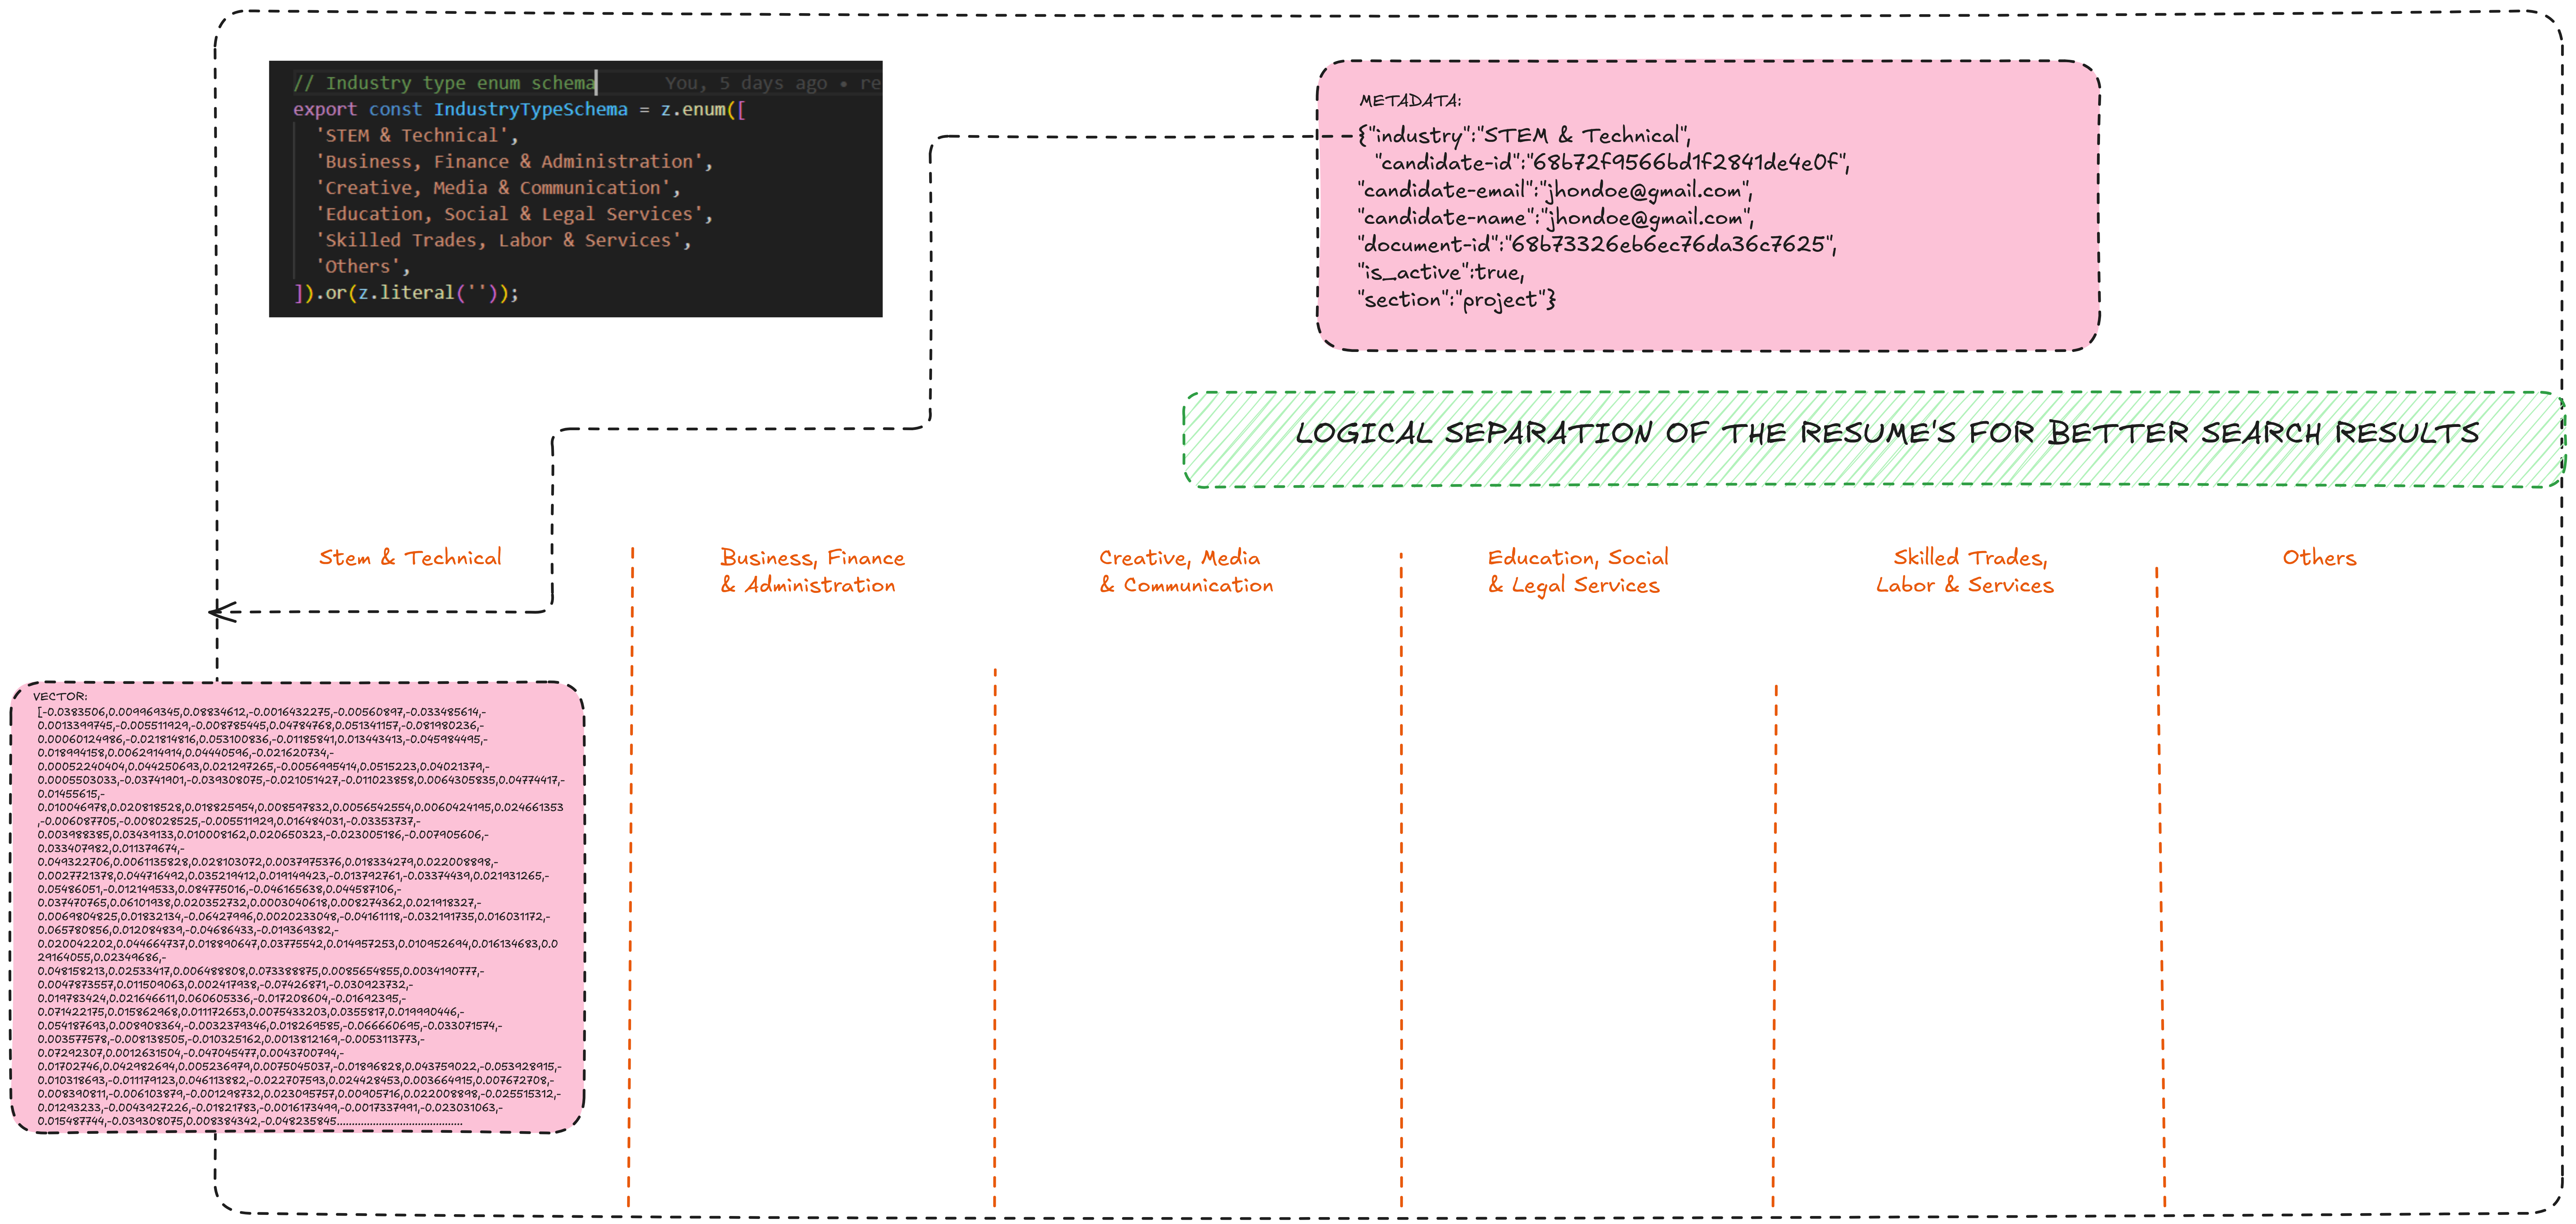 // Industry type enum schema You, 5 days ago • re
export const IndustryTypeSchema = z.enum([
'STEM & Technical',
'Business, Finance & Administration',
'Creative, Media & Communication',
'Education, Social & Legal Services',
'Skilled Trades, Labor & Services',
'Others',
]).or(z.literal(''));
METADATA:
{"industry":"STEM & Technical",
"candidate-id":"68b72f9566bd1f2841de4e0f",
"candidate-email":"jhondoe@gmail.com",
"candidate-name":"jhondoe@gmail.com",
"document-id":"68b73326eb6ec76da36c7625",
"is_active":true,
"section":"project"}
LOGICAL SEPARATION OF THE RESUME'S FOR BETTER SEARCH RESULTS
Stem & Technical
Business, Finance
& Administration
Creative, Media
& Communication
Education, Social
& Legal Services
Skilled Trades,
Labor & Services
Others
VECTOR:
[-0.0383506,0.009969345,0.08834612,-0.0016432275,-0.00560897,-0.033485614,-
0.0013399745,-0.005511929,-0.008785445,0.04784768,0.051341157,-0.081980236,-
0.00060124986,-0.021814816,0.053100836,-0.01185841,0.013443413,-0.045984495,-
0.018994158,0.0062914914,0.04440596,-0.021620734,-
0.00052240404,0.044250693,0.021297265,-0.0056995414,0.0515223,0.04021379,-
0.0005503033,-0.03741901,-0.039308075,-0.021051427,-0.011023858,0.0064305835,0.04774417,-
0.01455615,-
0.010046978,0.020818528,0.018825954,0.008597832,0.0056542554,0.0060424195,0.024661353
,-0.006087705,-0.008028525,-0.005511929,0.016484031,-0.03353737,-
0.003988385,0.03439133,0.010008162,0.020650323,-0.023005186,-0.007905606,-
0.033407982,0.011379674,-
0.049322706,0.0061135828,0.028103072,0.0037975376,0.018334279,0.022008898,-
0.002721378,0.044716492,0.035219412,0.019149423,-0.013792761,-0.03374439,0.021931265,-
0.05486051,-0.012149533,0.084775016,-0.046165638,0.044587106,-
0.037470765,0.06101938,0.020352732,0.0003040618,0.008274362,0.021918327,-
0.0069804825,0.01832134,-0.06427996,0.0020233048,-0.04161118,-0.032191735,0.016031172,-
0.065780856,0.012084839,-0.04686433,-0.019369382,-
0.020042202,0.044664737,0.018890647,0.03775542,0.014957253,0.010952694,0.016134683,0.0
29164055,0.02349686,-
0.048158213,0.02533417,0.006488808,0.073388875,0.0085654855,0.0034190777,-
0.0047873557,0.011509063,0.002417938,-0.07426871,-0.030923732,-
0.019783424,0.021646611,0.060605336,-0.017208604,-0.01692395,-
0.071422175,0.015862968,0.011172653,0.0075433203,0.0355817,0.019990446,-
0.054187693,0.008908364,-0.0032379346,0.018269585,-0.066660695,-0.033071574,-
0.003577578,-0.008138505,-0.010325162,0.0013812169,-0.0053113773,-
0.07292307,0.0012631504,-0.047045477,0.0043700794,-
0.01702746,0.042982694,0.005236979,0.0075045037,-0.01896828,0.043759022,-0.053928915,-
0.010318693,-0.011179123,0.046113882,-0.022707593,0.024428453,0.003664915,0.007672708,-
0.008390811,-0.006103879,-0.001298732,0.023095757,0.00905716,0.022008898,-0.025515312,-
0.01293233,-0.0043927226,-0.01821783,-0.0016173499,-0.0017337991,-0.023031063,-
0.015487744,-0.039308075,0.008384342,-0.048235845..........................................